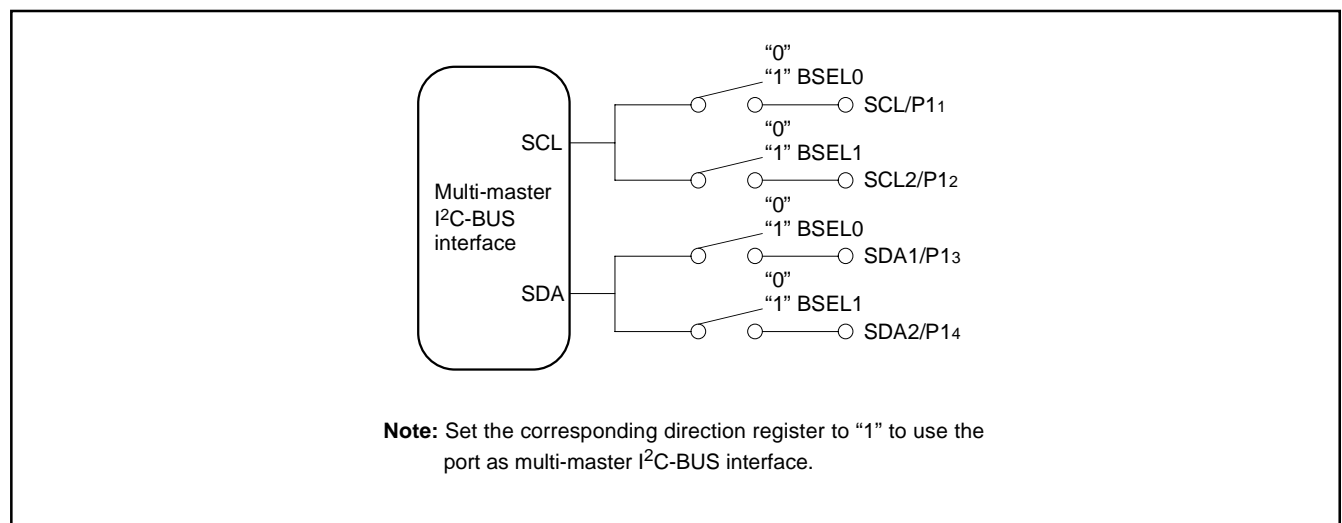 “0”
“1” BSEL0
SCL/P11
“0”
“1” BSEL1
SCL2/P12
“0”
“1” BSEL0
SDA1/P13
“0”
“1” BSEL1
SDA2/P14
SCL
Multi-master
I2C-BUS
interface
SDA
Note: Set the corresponding direction register to “1” to use the
port as multi-master I2C-BUS interface.